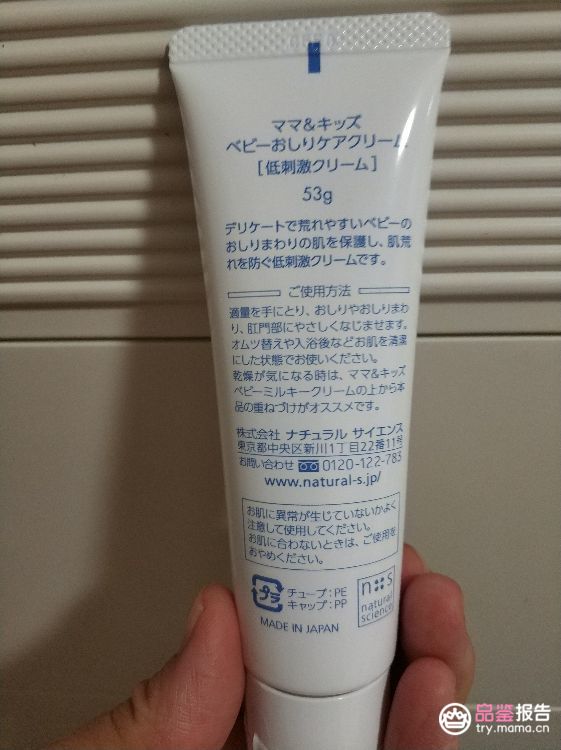 ママ&キッズ
ベビーおしりケアクリーム
[低刺激クリーム]
53g
デリケートで荒れやすいベビーの
おしりまわりの肌を保護し、肌荒
れを防ぐ低刺激クリームです。
ご使用方法
適量を手にとり、おしりやおしりまわ
り、肛門部にやさしくなじませます。
オムツ替えや入浴後などお肌を清潔
にした状態でお使いください。
乾燥が気になる時は、ママ&キッズ
ベビーミルキークリームの上から本
品の重ねづけがオススメです。
株式会社 ナチュラル サイエンス
東京都中央区新川1丁目22番11号
お問い合わせ 0120-122-783
www.natural-s.jp/
お肌に異常が生じていないかよく
注意して使用してください。
お肌に合わないときは、ご使用を
おやめください。
プラ
チューブ:PE
キャップ:PP
n s
natural
science
MADE IN JAPAN
品鉴报告
try.mama.cn